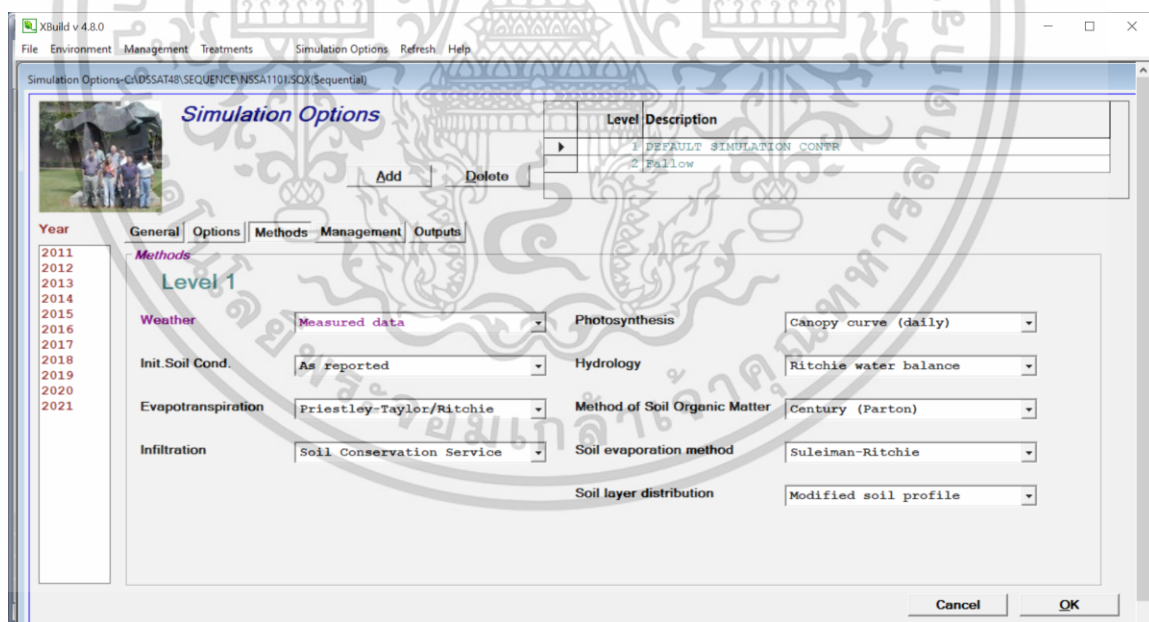 XBuild v 4.8.0
File Environment Management Treatments Simulation Options Refresh Help
Simulation Options-C:\DSSAT48\SEQUENCE\NSSA1101.SQX(Sequential)
Simulation Options
Level Description
1 DEFAULT SIMULATION CONTR
2 Fallow
Add Delete
Year
2011
2012
2013
2014
2015
2016
2017
2018
2019
2020
2021
General Options Methods Management Outputs
Methods
Level 1
Weather Measured data
Photosynthesis Canopy curve (daily)
Init.Soil Cond. As reported
Hydrology Ritchie water balance
Evapotranspiration Priestley-Taylor/Ritchie
Method of Soil Organic Matter Century (Parton)
Infiltration Soil Conservation Service
Soil evaporation method Suleiman-Ritchie
Soil layer distribution Modified soil profile
Cancel OK